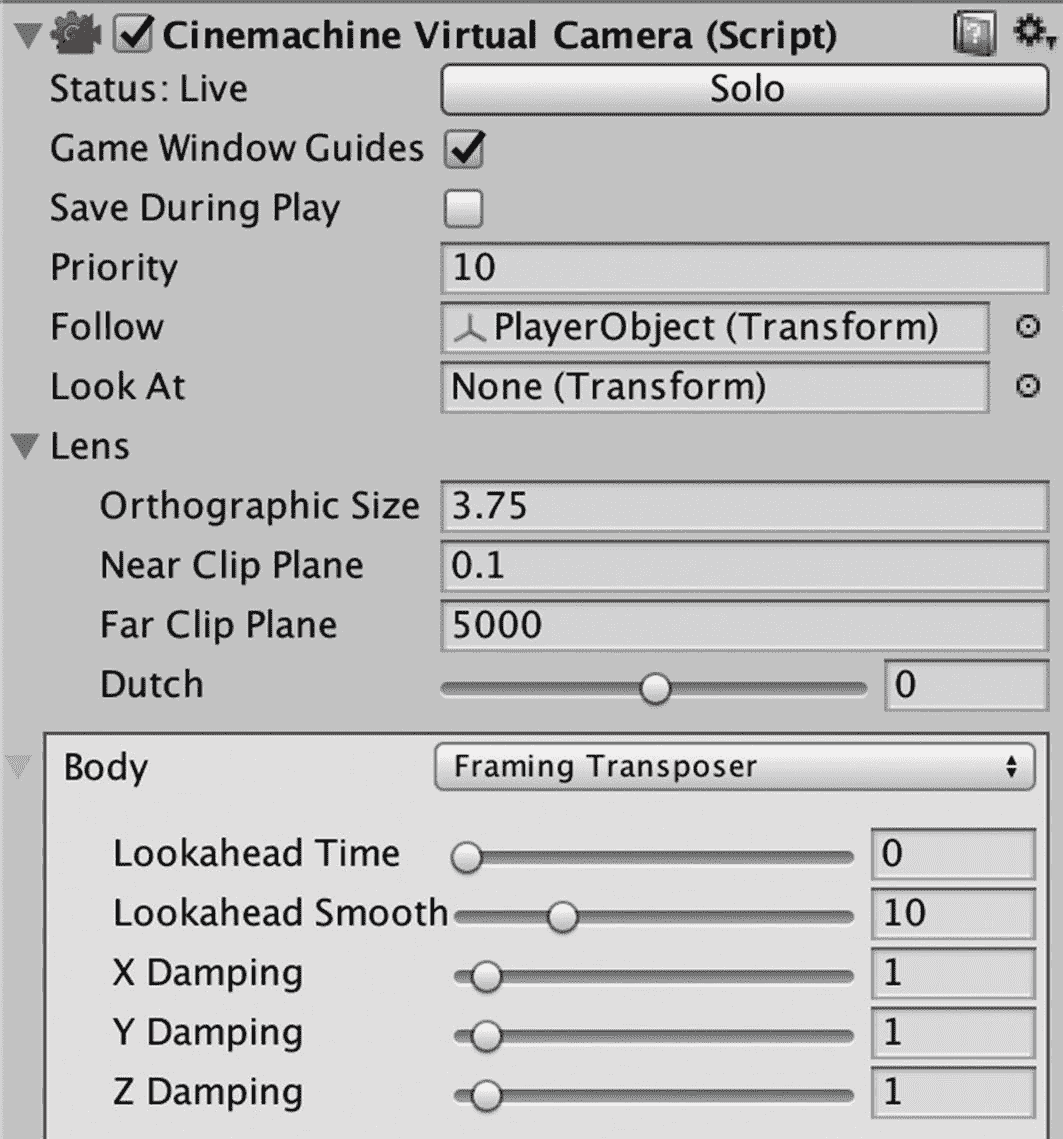 Cinemachine Virtual Camera (Script)
Status: Live Solo
Game Window Guides
Save During Play
Priority 10
Follow PlayerObject (Transform)
Look At None (Transform)
Lens
Orthographic Size 3.75
Near Clip Plane 0.1
Far Clip Plane 5000
Dutch 0
Body Framing Transposer
Lookahead Time 0
Lookahead Smooth 10
X Damping 1
Y Damping 1
Z Damping 1